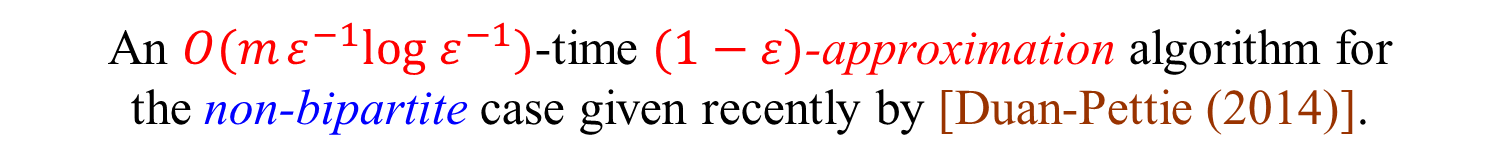 An O(m ε⁻¹log ε⁻¹)-time (1 − ε)-approximation algorithm for
the non-bipartite case given recently by [Duan-Pettie (2014)].